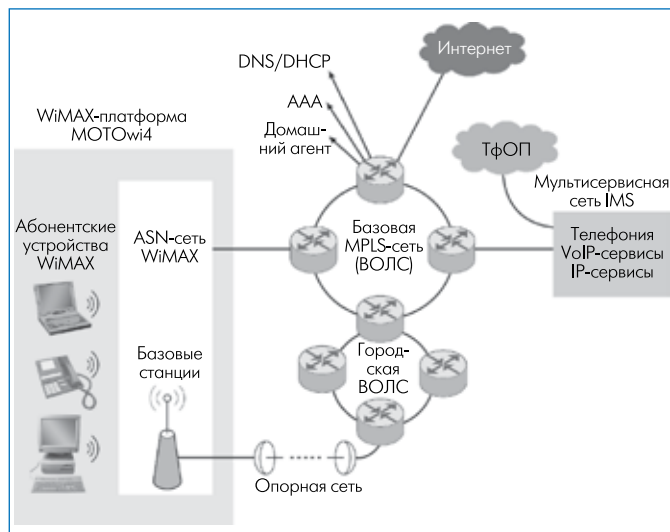 Интернет
DNS/DHCP
AAA
Домаш-
ний агент
WiMAX-платформа
MOTOwi4
ТфОП
Мультисервисная
сеть IMS
Абонентские
устройства
WiMAX
ASN-сеть
WiMAX
Базовая
MPLS-сеть
(ВОЛС)
Телефония
VoIP-сервисы
IP-сервисы
Базовые
станции
Город-
ская
ВОЛС
Опорная сеть